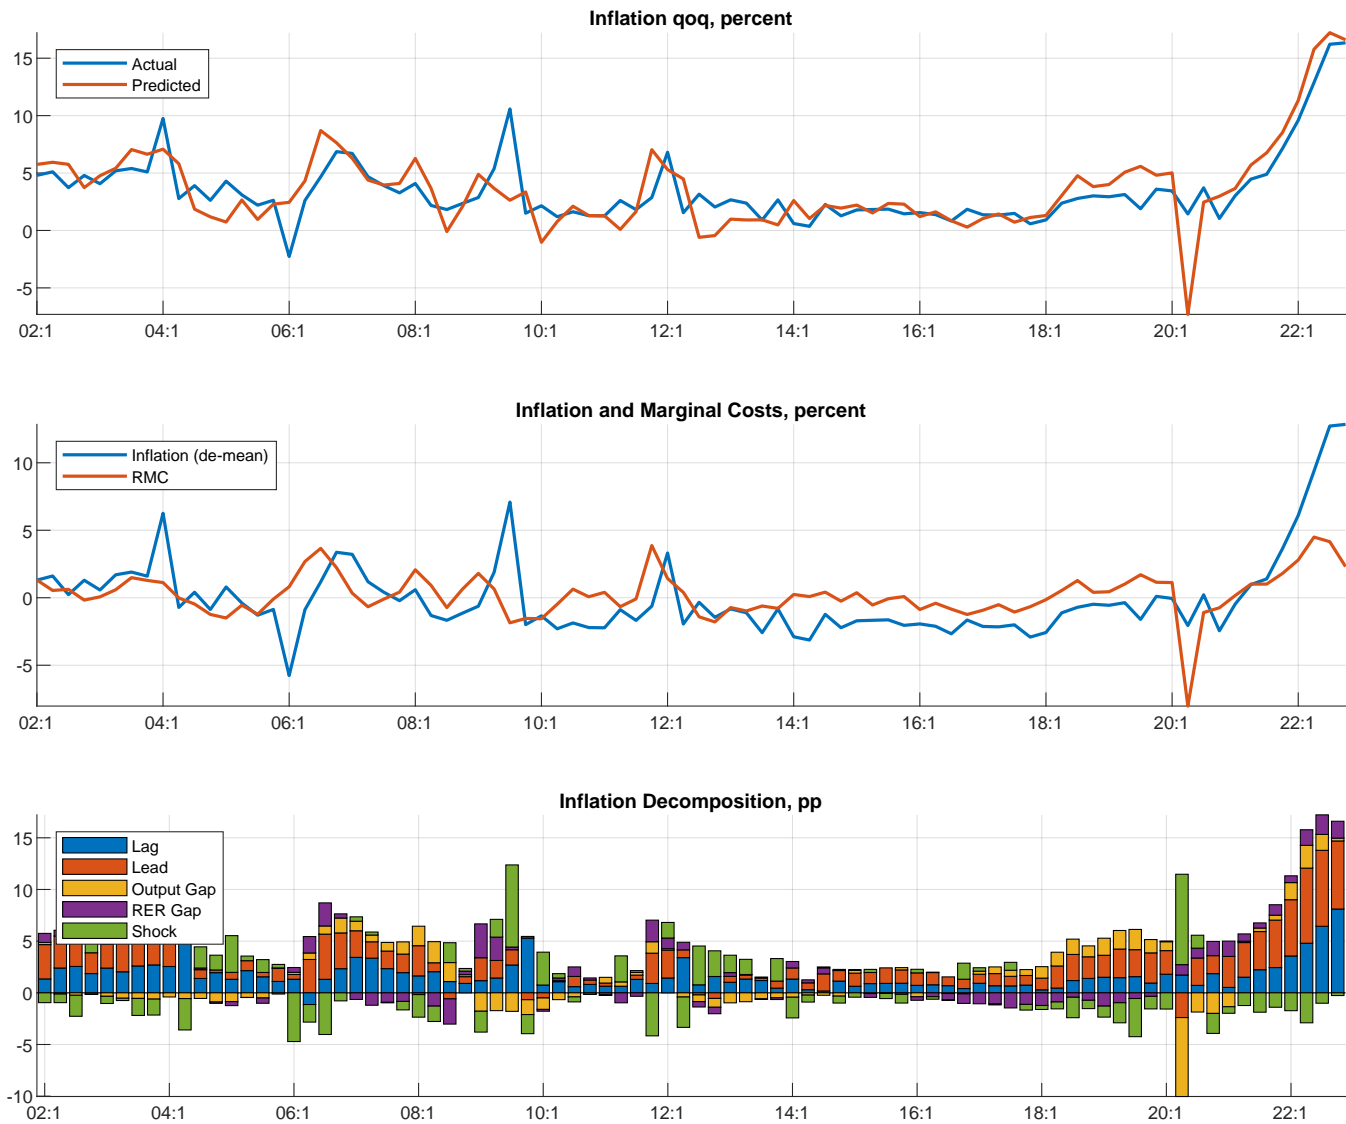 Inflation qoq, percent
15
10
5
0
-5
Actual
Predicted
02:1 04:1 06:1 08:1 10:1 12:1 14:1 16:1 18:1 20:1 22:1
Inflation and Marginal Costs, percent
10
5
0
-5
Inflation (de-mean)
RMC
02:1 04:1 06:1 08:1 10:1 12:1 14:1 16:1 18:1 20:1 22:1
Inflation Decomposition, pp
15
10
5
0
-5
-10
Lag
Lead
Output Gap
RER Gap
Shock
02:1 04:1 06:1 08:1 10:1 12:1 14:1 16:1 18:1 20:1 22:1